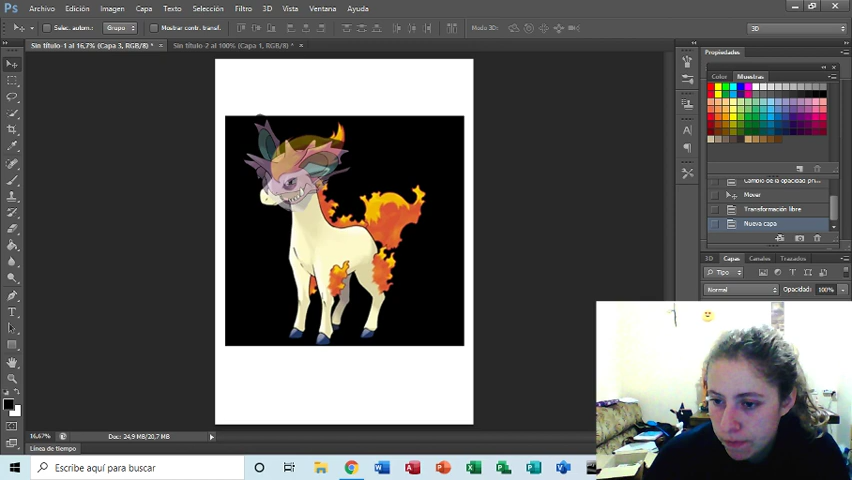 Ps Archivo Edición Imagen Capa Texto Selección Filtro 3D Vista Ventana Ayuda
Selec. autom.: Grupo Mostrar contr. transf. Modo 3D: 3D
Sin título-1 al 16,7% (Capa 3, RGB/8) * × Sin título-2 al 100% (Capa 1, RGB/8) * ×
Propiedades
Color Muestras
Cambio de la opacidad pri...
Mover
Transformación libre
Nueva capa
3D Capas Canales Trazados
Tipo
Normal Opacidad: 100%
16,67% Doc: 24,9 MB/20,7 MB
Línea de tiempo
Escribe aquí para buscar